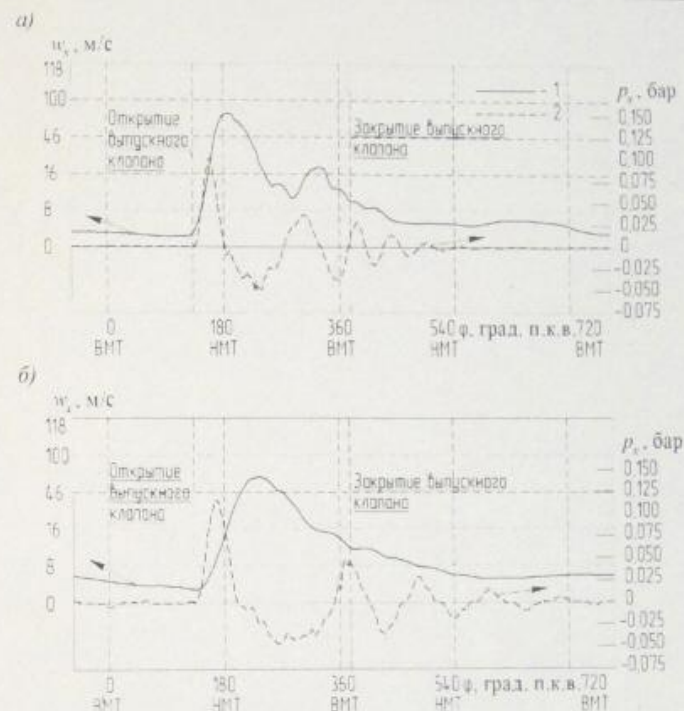 а)
wₓ, м/с
118
100
46
16
8
0
Открытие
выпускного
клапана
Закрытие выпускного
клапана
1
2
pₓ, бар
0,150
0,125
0,100
0,075
0,050
0,025
0
-0,025
-0,050
-0,075
0 180 360 540 φ, град. п.к.в. 720
ВМТ НМТ ВМТ НМТ ВМТ
б)
wₓ, м/с
118
100
46
16
8
0
Открытие
выпускного
клапана
Закрытие выпускного
клапана
pₓ, бар
0,150
0,125
0,100
0,075
0,050
0,025
0
-0,025
-0,050
-0,075
0 180 360 540 φ, град. п.к.в. 720
ВМТ НМТ ВМТ НМТ ВМТ